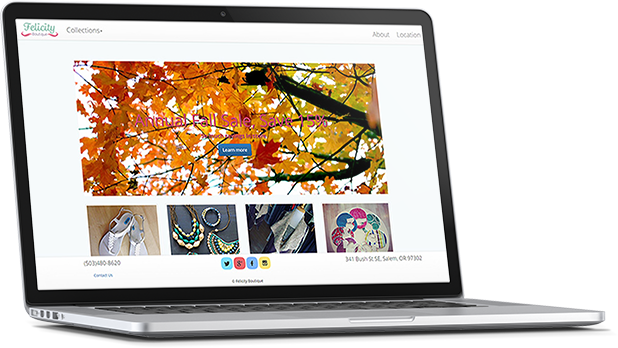 Felicity
Boutique
Collections
About
Location
Annual Fall Sale, Save 15%
Learn more
(503)480-8620
341 Bush St SE, Salem, OR 97302
Contact Us
© Felicity Boutique